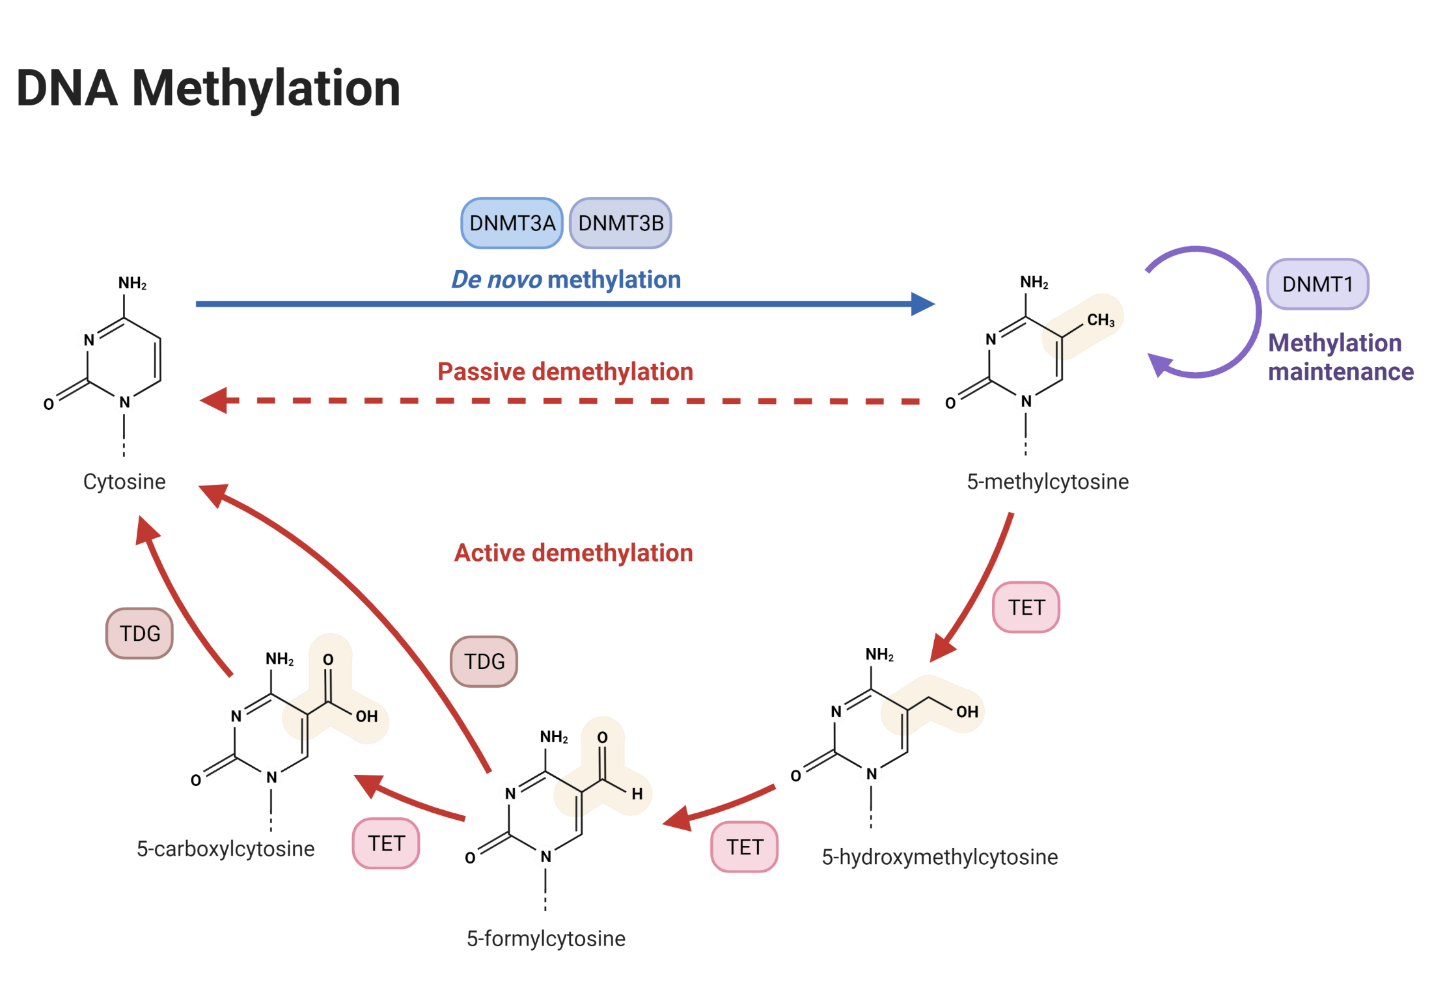 DNA Methylation
DNMT3A
DNMT3B
De novo methylation
NH₂
N
O
N
Cytosine
Passive demethylation
NH₂
CH₃
N
O
N
5-methylcytosine
DNMT1
Methylation
maintenance
Active demethylation
TET
TDG
TDG
NH₂
O
N
OH
O
N
5-carboxylcytosine
TET
NH₂
O
N
H
O
N
5-formylcytosine
TET
NH₂
N
OH
O
N
5-hydroxymethylcytosine